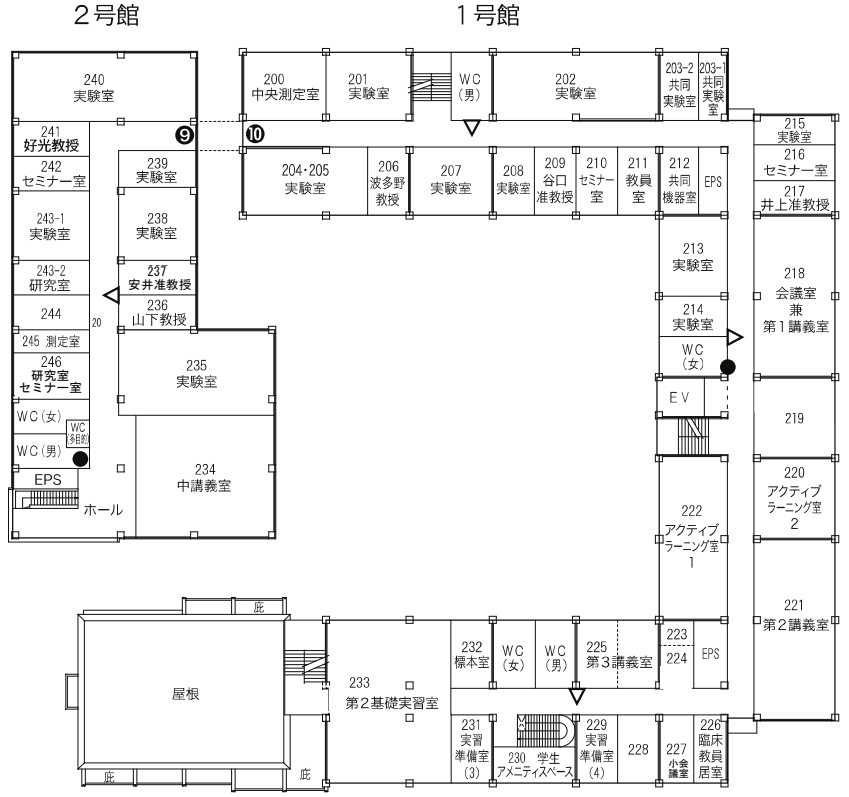 2号館
1号館
240
実験室
241
好光教授
242
セミナー室
243-1
実験室
243-2
研究室
244
245 測定室
246
研究室
セミナー室
WC(女)
WC(男)
WC
(多目的)
EPS
ホール
❾
239
実験室
238
実験室
237
安井准教授
236
山下教授
20
235
実験室
234
中講義室
❿
200
中央測定室
201
実験室
WC
(男)
202
実験室
203-2
共同
実験室
203-1
共同
実験
室
204・205
実験室
206
波多野
教授
207
実験室
208
実験室
209
谷口
准教授
210
セミナー
室
211
教員
室
212
共同
機器室
EPS
213
実験室
214
実験室
WC
(女)
EV
215
実験室
216
セミナー室
217
井上准教授
218
会議室
兼
第1講義室
219
220
アクティブ
ラーニング室
2
221
第2講義室
222
アクティブ
ラーニング室
1
223
224
EPS
225
第3講義室
WC
(男)
WC
(女)
232
標本室
233
第2基礎実習室
231
実習
準備室
(3)
230 学生
アメニティスペース
229
実習
準備室
(4)
228
227
小会
議室
226
臨床
教員
居室
屋根
庇
庇
庇